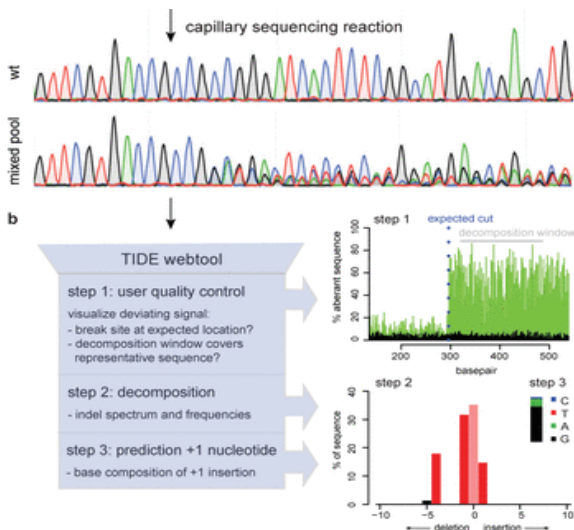 capillary sequencing reaction
wt
mixed pool
b
TIDE webtool
step 1: user quality control
visualize deviating signal:
- break site at expected location?
- decomposition window covers
representative sequence?
step 2: decomposition
- indel spectrum and frequencies
step 3: prediction +1 nucleotide
- base composition of +1 insertion
step 1
expected cut
decomposition window
% aberrant sequence
0 20 40 60 80 100
200 300 400 500
basepair
step 2
step 3
C
T
A
G
% of sequence
0 10 20 30 40
-10 -5 0 5 10
deletion insertion